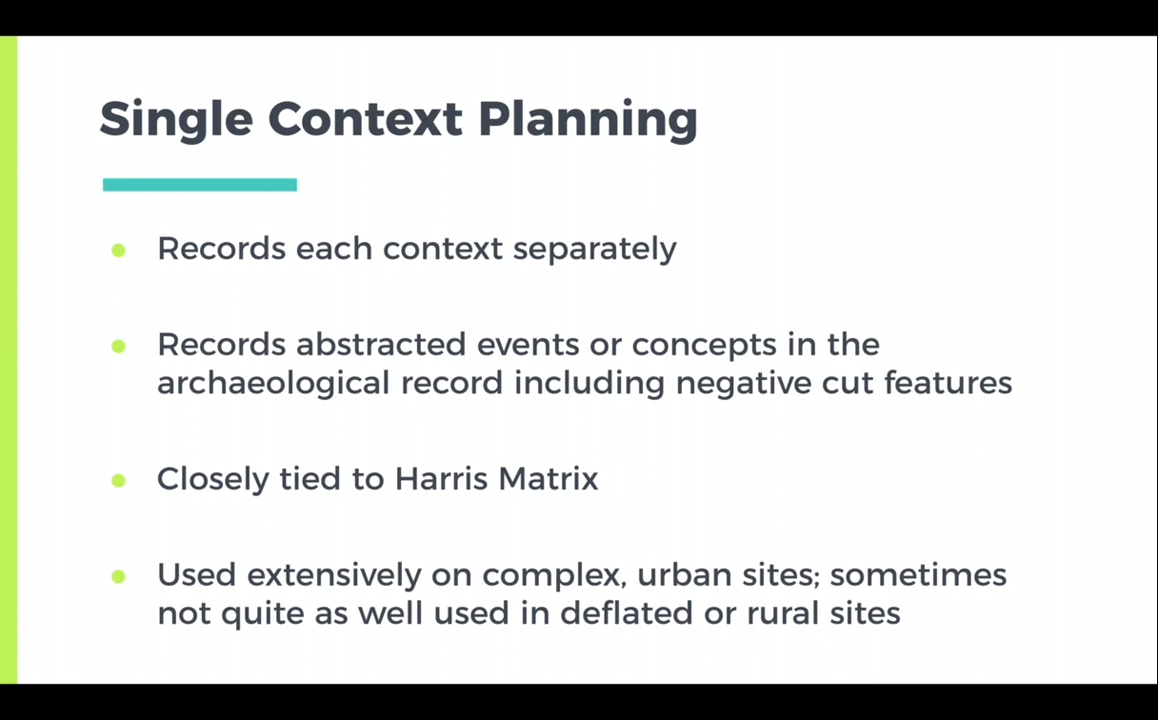 Single Context Planning
Records each context separately
Records abstracted events or concepts in the
archaeological record including negative cut features
Closely tied to Harris Matrix
Used extensively on complex, urban sites; sometimes
not quite as well used in deflated or rural sites